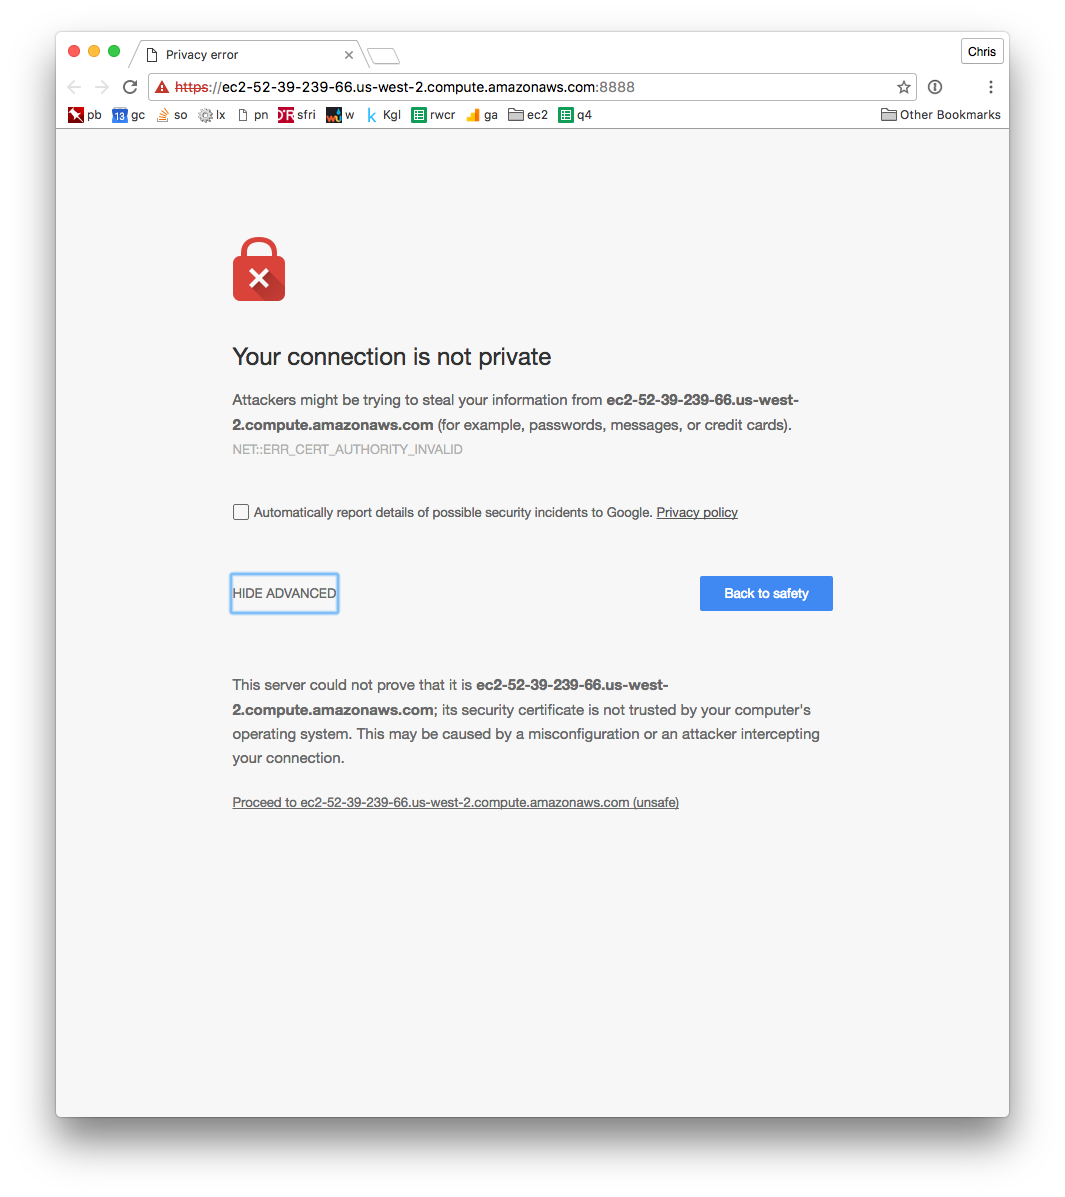 Privacy error
Chris
https://ec2-52-39-239-66.us-west-2.compute.amazonaws.com:8888
pb 13 gc so lx pn O'R sfri w k Kgl rwcr ga ec2 q4 Other Bookmarks
Your connection is not private
Attackers might be trying to steal your information from ec2-52-39-239-66.us-west-
2.compute.amazonaws.com (for example, passwords, messages, or credit cards).
NET::ERR_CERT_AUTHORITY_INVALID
Automatically report details of possible security incidents to Google. Privacy policy
HIDE ADVANCED
Back to safety
This server could not prove that it is ec2-52-39-239-66.us-west-
2.compute.amazonaws.com; its security certificate is not trusted by your computer's
operating system. This may be caused by a misconfiguration or an attacker intercepting
your connection.
Proceed to ec2-52-39-239-66.us-west-2.compute.amazonaws.com (unsafe)